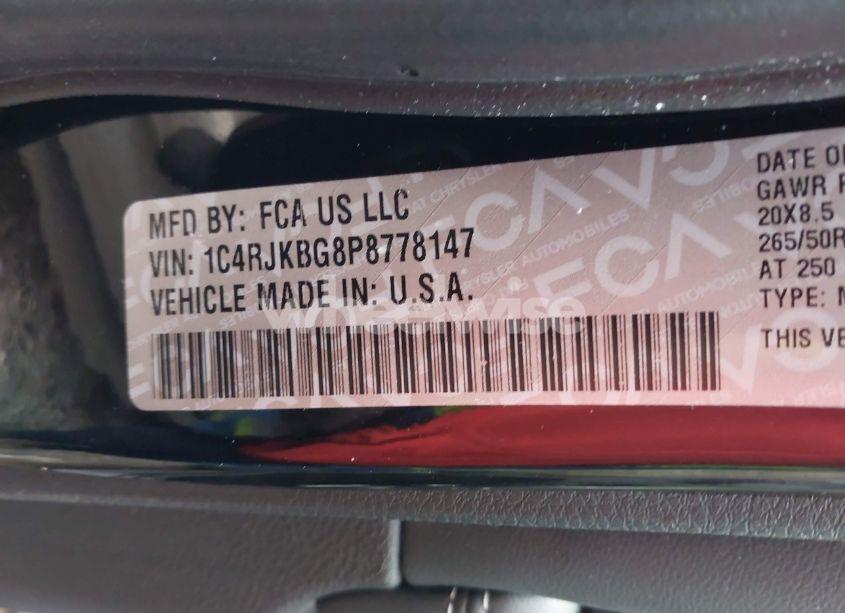 MFD BY: FCA US LLC
VIN: 1C4RJKBG8P8778147
VEHICLE MADE IN: U.S.A.
DATE O
GAWR
20X8.5
265/50R
AT 250
TYPE:
THIS VE